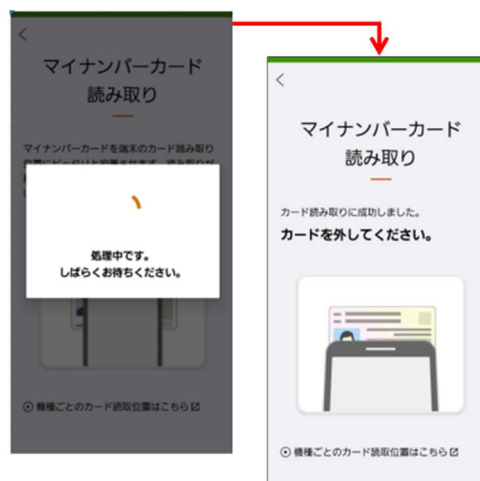 マイナンバーカード
読み取り
マイナンバーカードを端末のカード読み取り
処理中です。
しばらくお待ちください。
機種ごとのカード読取位置はこちら
マイナンバーカード
読み取り
カード読み取りに成功しました。
カードを外してください。
機種ごとのカード読取位置はこちら